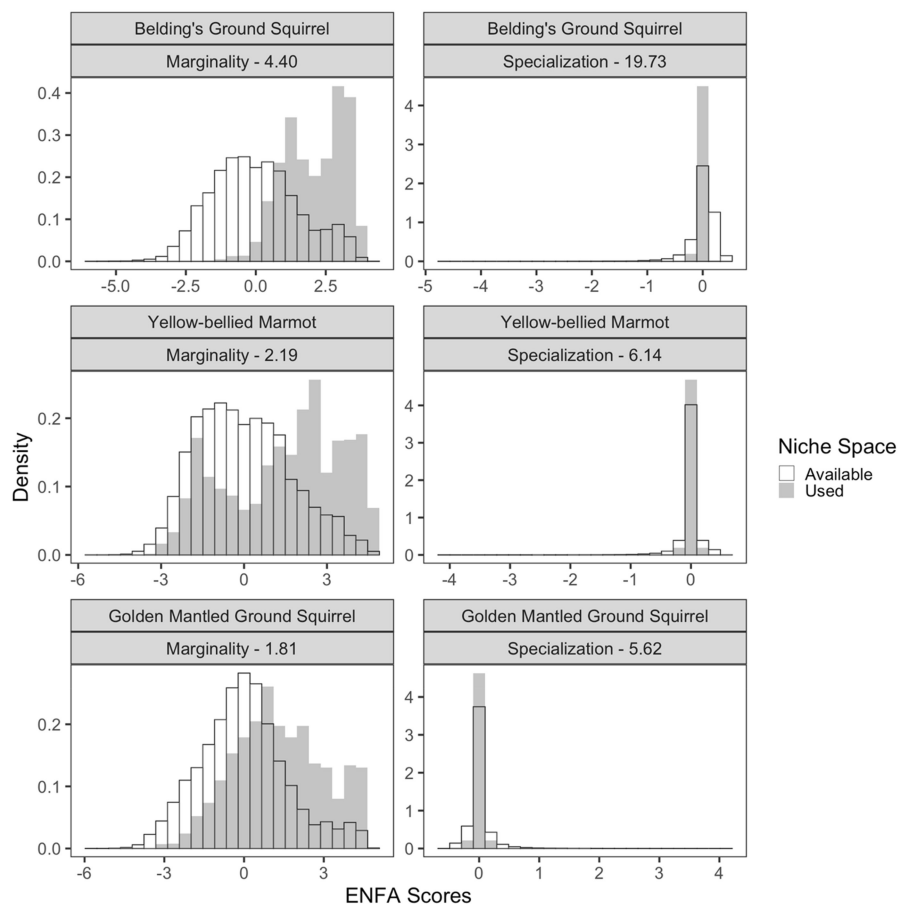 Belding's Ground Squirrel
Marginality - 4.40
0.4
0.3
0.2
0.1
0.0
-5.0 -2.5 0.0 2.5
Belding's Ground Squirrel
Specialization - 19.73
4
3
2
1
0
-5 -4 -3 -2 -1 0
Yellow-bellied Marmot
Marginality - 2.19
0.2
0.1
0.0
-6 -3 0 3
Yellow-bellied Marmot
Specialization - 6.14
4
3
2
1
0
-4 -3 -2 -1 0
Golden Mantled Ground Squirrel
Marginality - 1.81
0.2
0.1
0.0
-6 -3 0 3
Golden Mantled Ground Squirrel
Specialization - 5.62
4
3
2
1
0
0 1 2 3 4
Density
ENFA Scores
Niche Space
Available
Used